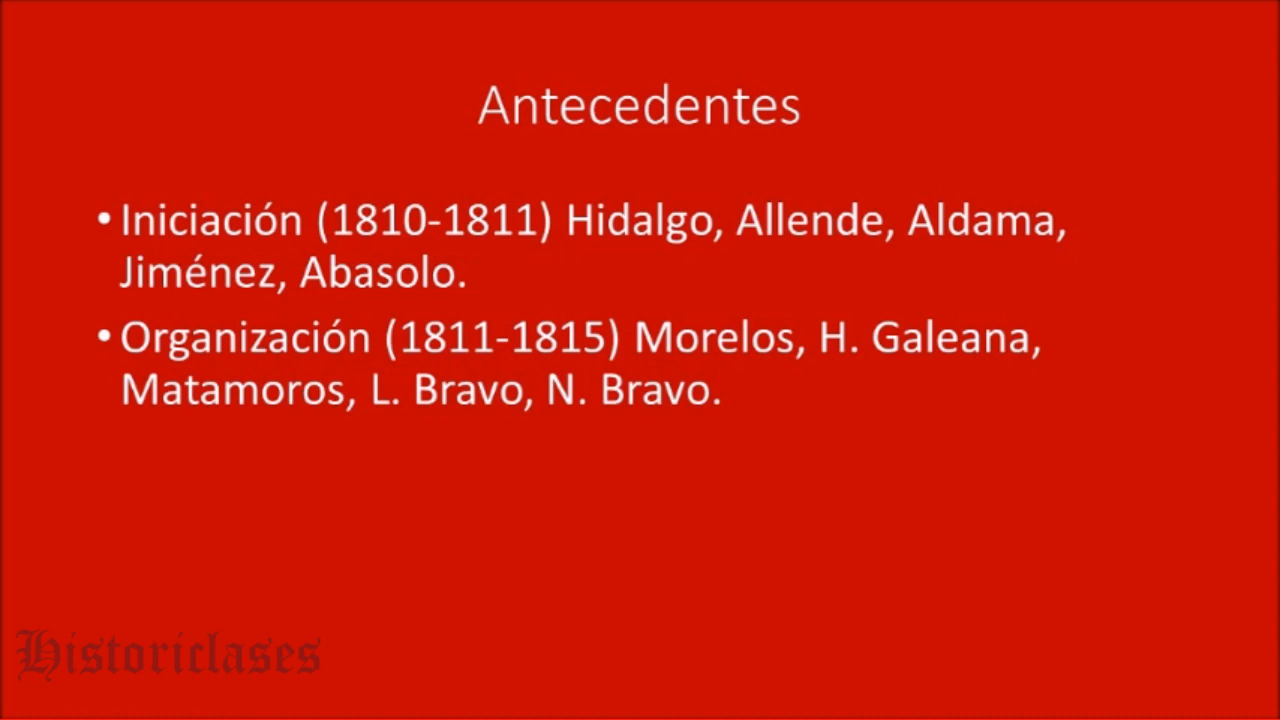 Antecedentes
• Iniciación (1810-1811) Hidalgo, Allende, Aldama,
Jiménez, Abasolo.
• Organización (1811-1815) Morelos, H. Galeana,
Matamoros, L. Bravo, N. Bravo.
Historiclases